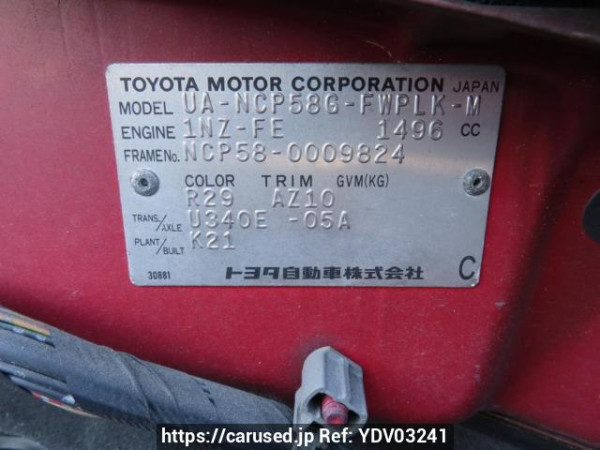 TOYOTA MOTOR CORPORATION JAPAN
MODEL UA-NCP58G-FWPLK-M
ENGINE 1NZ-FE 1496 CC
FRAME No. NCP58-0009824
COLOR TRIM GVM(KG)
R29 AZ10
TRANS./AXLE U340E -05A
PLANT/BUILT K21
30881 トヨタ自動車株式会社 C
https://carused.jp Ref: YDV03241